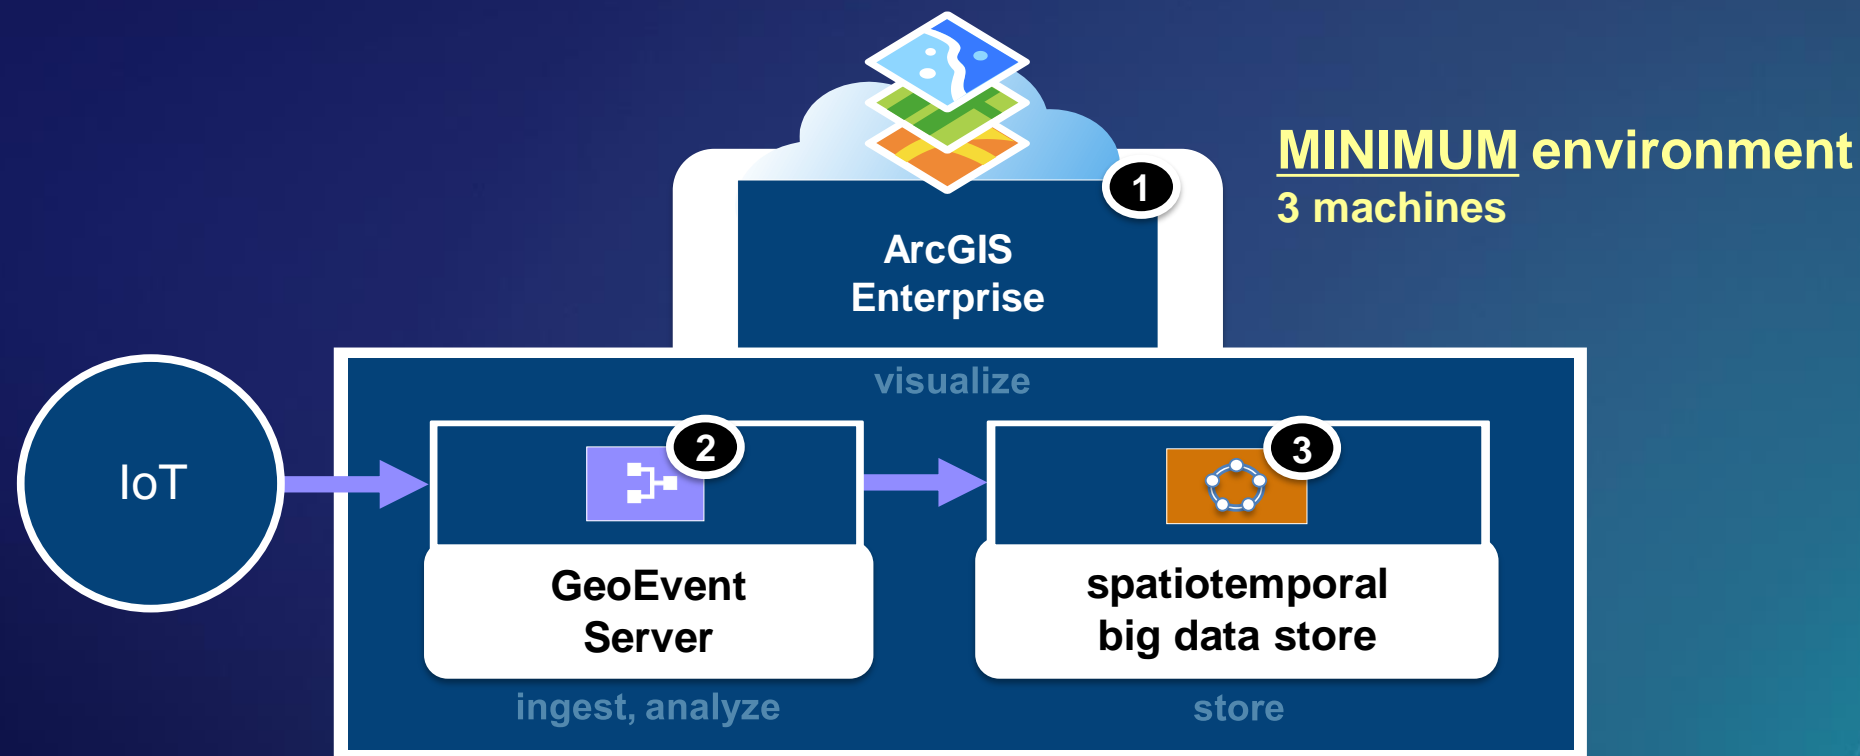 MINIMUM environment
3 machines
1
ArcGIS
Enterprise
visualize
IoT
2
3
GeoEvent
Server
spatiotemporal
big data store
ingest, analyze
store